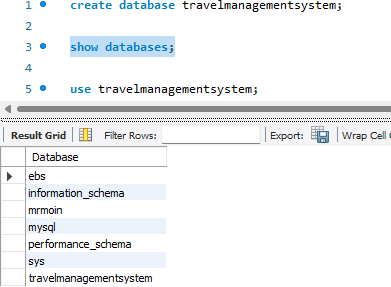 1 create database travelmanagementsystem;
2
3 show databases;
4
5 use travelmanagementsystem;
Result Grid Filter Rows: Export: Wrap Cell C
Database
ebs
information_schema
mrmoin
mysql
performance_schema
sys
travelmanagementsystem